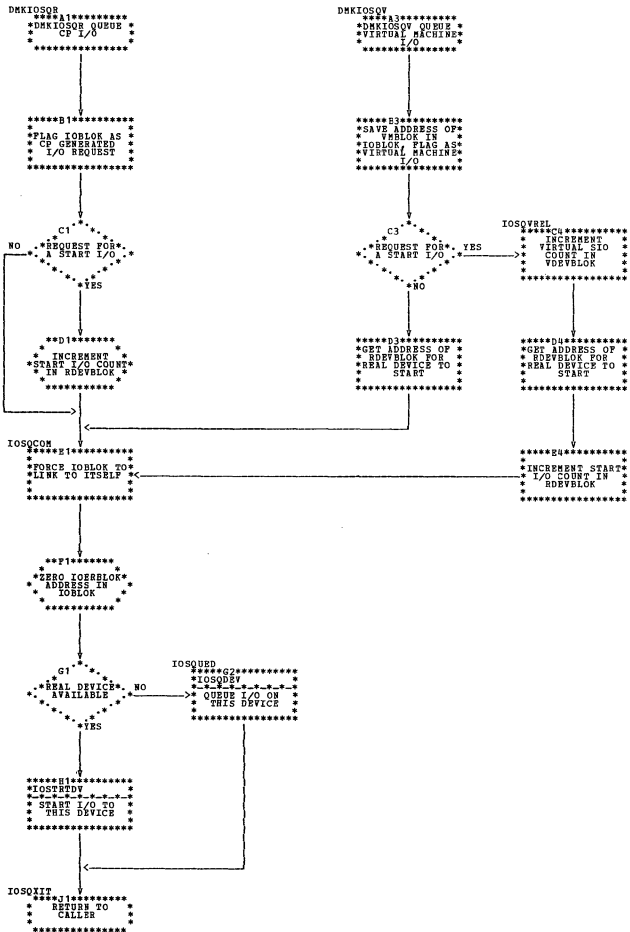 DMKIOSQR
A1
DMKIOSQR QUEUE
CP I/O
DMKIOSQV
A3
DMKIOSQV QUEUE
VIRTUAL MACHINE
I/O
B1
FLAG IOBLOK AS
CP GENERATED
I/O REQUEST
B3
SAVE ADDRESS OF
VMBLOK IN
IOBLOK, FLAG AS
VIRTUAL MACHINE
I/O
C1
REQUEST FOR
A START I/O
NO
YES
C3
REQUEST FOR
A START I/O
YES
NO
IOSQVREL
C4
INCREMENT
VIRTUAL SIO
COUNT IN
VDEVBLOK
D1
INCREMENT
START I/O COUNT
IN RDEVBLOK
D3
GET ADDRESS OF
RDEVBLOK FOR
REAL DEVICE TO
START
D4
GET ADDRESS OF
RDEVBLOK FOR
REAL DEVICE TO
START
IOSQCOM
E1
FORCE IOBLOK TO
LINK TO ITSELF
E4
INCREMENT START
I/O COUNT IN
RDEVBLOK
F1
ZERO IOERBLOK
ADDRESS IN
IOBLOK
G1
REAL DEVICE
AVAILABLE
NO
YES
IOSQUED
G2
IOSQDEV
QUEUE I/O ON
THIS DEVICE
H1
IOSTRTDV
START I/O TO
THIS DEVICE
IOSQXIT
J1
RETURN TO
CALLER